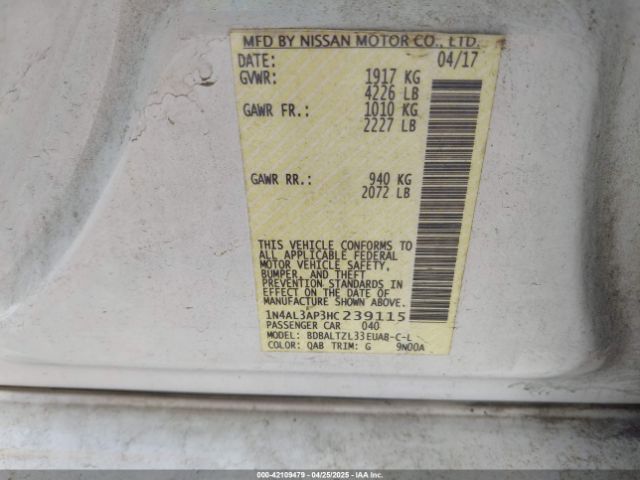 MFD BY NISSAN MOTOR CO., LTD.
DATE: 04/17
GVWR: 1917 KG
4226 LB
GAWR FR.: 1010 KG
2227 LB
GAWR RR.: 940 KG
2072 LB
THIS VEHICLE CONFORMS TO
ALL APPLICABLE FEDERAL
MOTOR VEHICLE SAFETY,
BUMPER, AND THEFT
PREVENTION STANDARDS IN
EFFECT ON THE DATE OF
MANUFACTURE SHOWN ABOVE.
1N4AL3AP3HC239115
PASSENGER CAR 040
MODEL: BDBALTZL33EUAB-C-L
COLOR: QAB TRIM: G 9N00A
000-42109479 | 04/25/2025 | IAAI